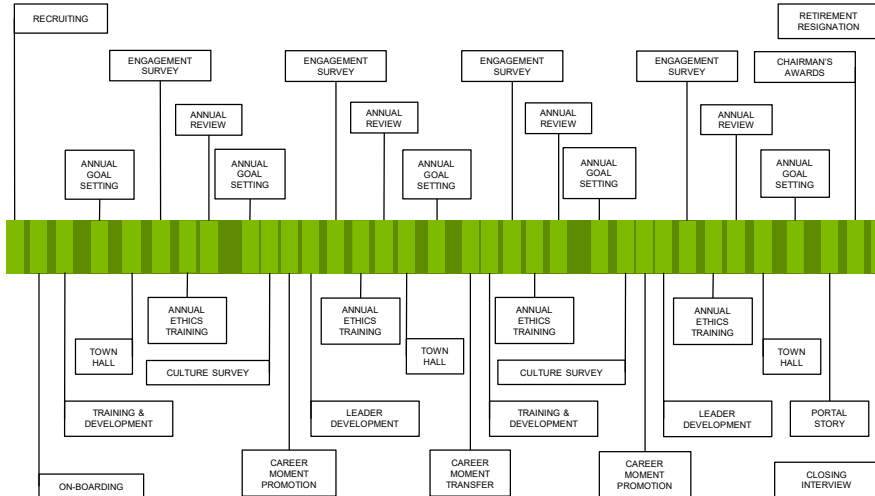 RECRUITING
RETIREMENT
RESIGNATION
ENGAGEMENT
SURVEY
ENGAGEMENT
SURVEY
ENGAGEMENT
SURVEY
ENGAGEMENT
SURVEY
CHAIRMAN'S
AWARDS
ANNUAL
REVIEW
ANNUAL
REVIEW
ANNUAL
REVIEW
ANNUAL
REVIEW
ANNUAL
GOAL
SETTING
ANNUAL
GOAL
SETTING
ANNUAL
GOAL
SETTING
ANNUAL
GOAL
SETTING
ANNUAL
GOAL
SETTING
ANNUAL
ETHICS
TRAINING
ANNUAL
ETHICS
TRAINING
ANNUAL
ETHICS
TRAINING
ANNUAL
ETHICS
TRAINING
TOWN
HALL
TOWN
HALL
TOWN
HALL
CULTURE SURVEY
CULTURE SURVEY
TRAINING &
DEVELOPMENT
LEADER
DEVELOPMENT
TRAINING &
DEVELOPMENT
LEADER
DEVELOPMENT
PORTAL
STORY
CAREER
MOMENT
PROMOTION
CAREER
MOMENT
TRANSFER
CAREER
MOMENT
PROMOTION
ON-BOARDING
CLOSING
INTERVIEW